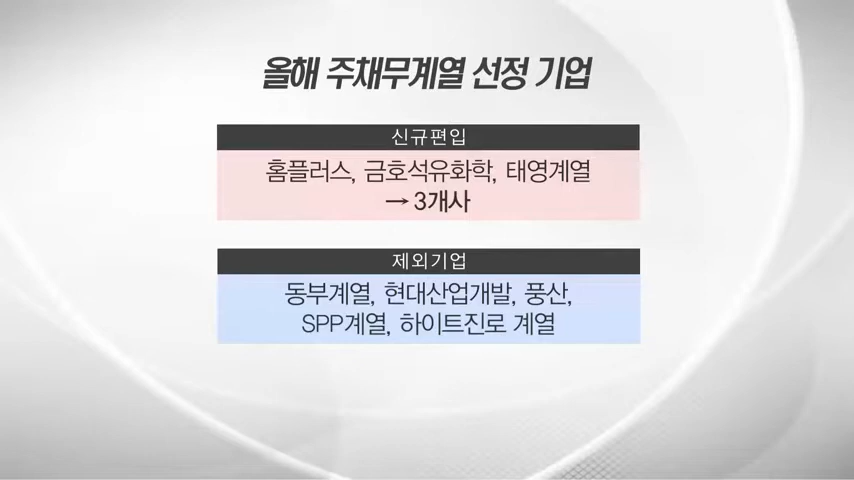 올해 주채무계열 선정 기업
신규편입
홈플러스, 금호석유화학, 태영계열
→ 3개사
제외기업
동부계열, 현대산업개발, 풍산,
SPP계열, 하이트진로 계열